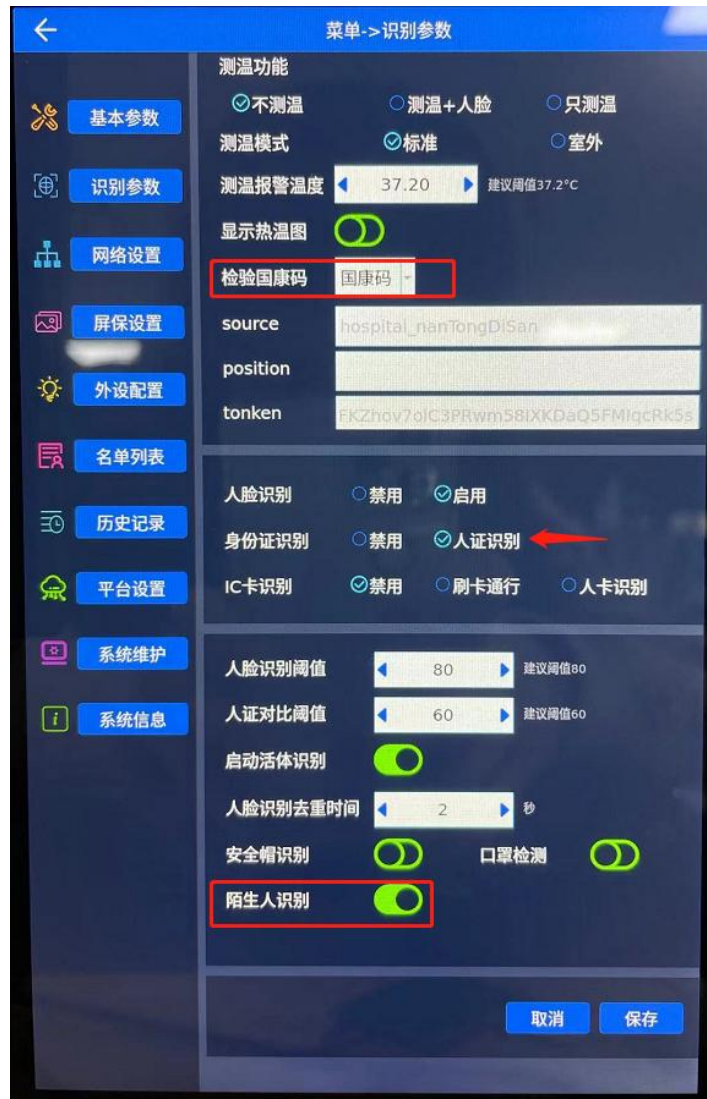 菜单->识别参数
测温功能
不测温 测温+人脸 只测温
基本参数
测温模式 标准 室外
识别参数
测温报警温度 37.20 建议阈值37.2°C
显示热温图
网络设置
检验国康码 国康码
屏保设置
source hospital_nanTongDiSan
position
外设配置
tonken
名单列表
人脸识别 禁用 启用
历史记录
身份证识别 禁用 人证识别
平台设置
IC卡识别 禁用 刷卡通行 人卡识别
系统维护
人脸识别阈值 80 建议阈值80
系统信息
人证对比阈值 60 建议阈值60
启动活体识别
人脸识别去重时间 2 秒
安全帽识别 口罩检测
陌生人识别
取消 保存